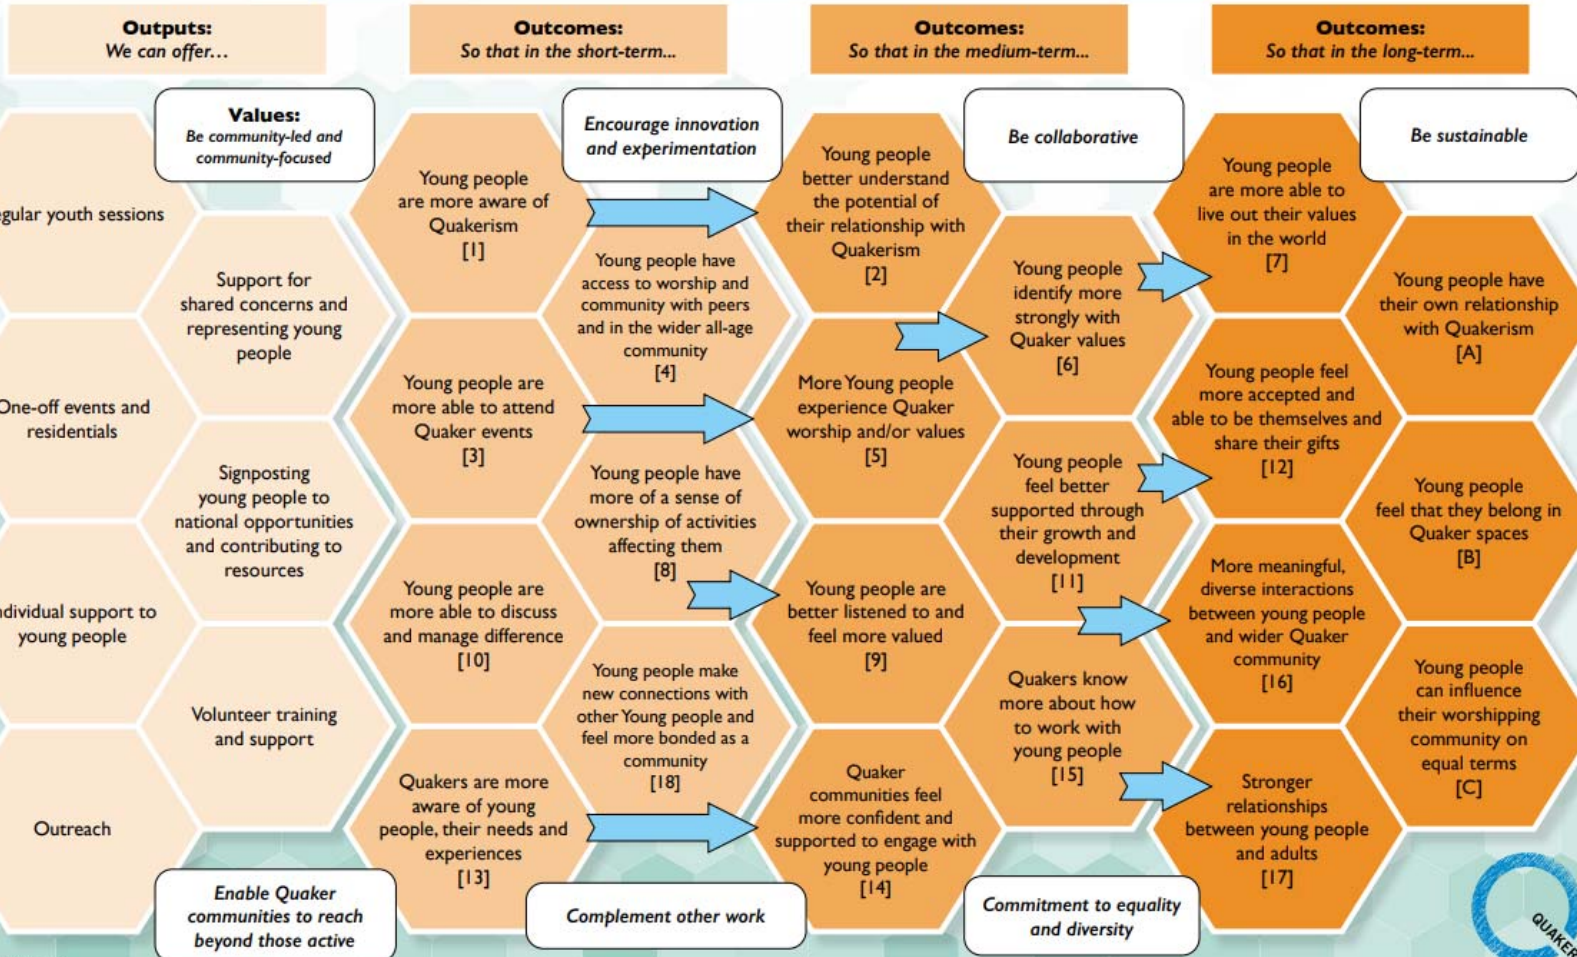 Outputs:
We can offer...
Outcomes:
So that in the short-term...
Outcomes:
So that in the medium-term...
Outcomes:
So that in the long-term...
Values:
Be community-led and
community-focused
Encourage innovation
and experimentation
Be collaborative
Be sustainable
egular youth sessions
One-off events and
residentials
ndividual support to
young people
Outreach
Support for
shared concerns and
representing young
people
Signposting
young people to
national opportunities
and contributing to
resources
Volunteer training
and support
Young people
are more aware of
Quakerism
[1]
Young people are
more able to attend
Quaker events
[3]
Young people are
more able to discuss
and manage difference
[10]
Quakers are more
aware of young
people, their needs and
experiences
[13]
Young people have
access to worship and
community with peers
and in the wider all-age
community
[4]
Young people have
more of a sense of
ownership of activities
affecting them
[8]
Young people make
new connections with
other Young people and
feel more bonded as a
community
[18]
Young people
better understand
the potential of
their relationship with
Quakerism
[2]
More Young people
experience Quaker
worship and/or values
[5]
Young people are
better listened to and
feel more valued
[9]
Quaker
communities feel
more confident and
supported to engage with
young people
[14]
Young people
identify more
strongly with
Quaker values
[6]
Young people
feel better
supported through
their growth and
development
[11]
Quakers know
more about how
to work with
young people
[15]
Young people
are more able to
live out their values
in the world
[7]
Young people feel
more accepted and
able to be themselves and
share their gifts
[12]
More meaningful,
diverse interactions
between young people
and wider Quaker
community
[16]
Stronger
relationships
between young people
and adults
[17]
Young people have
their own relationship
with Quakerism
[A]
Young people
feel that they belong in
Quaker spaces
[B]
Young people
can influence
their worshipping
community on
equal terms
[C]
Enable Quaker
communities to reach
beyond those active
Complement other work
Commitment to equality
and diversity
QUAKER